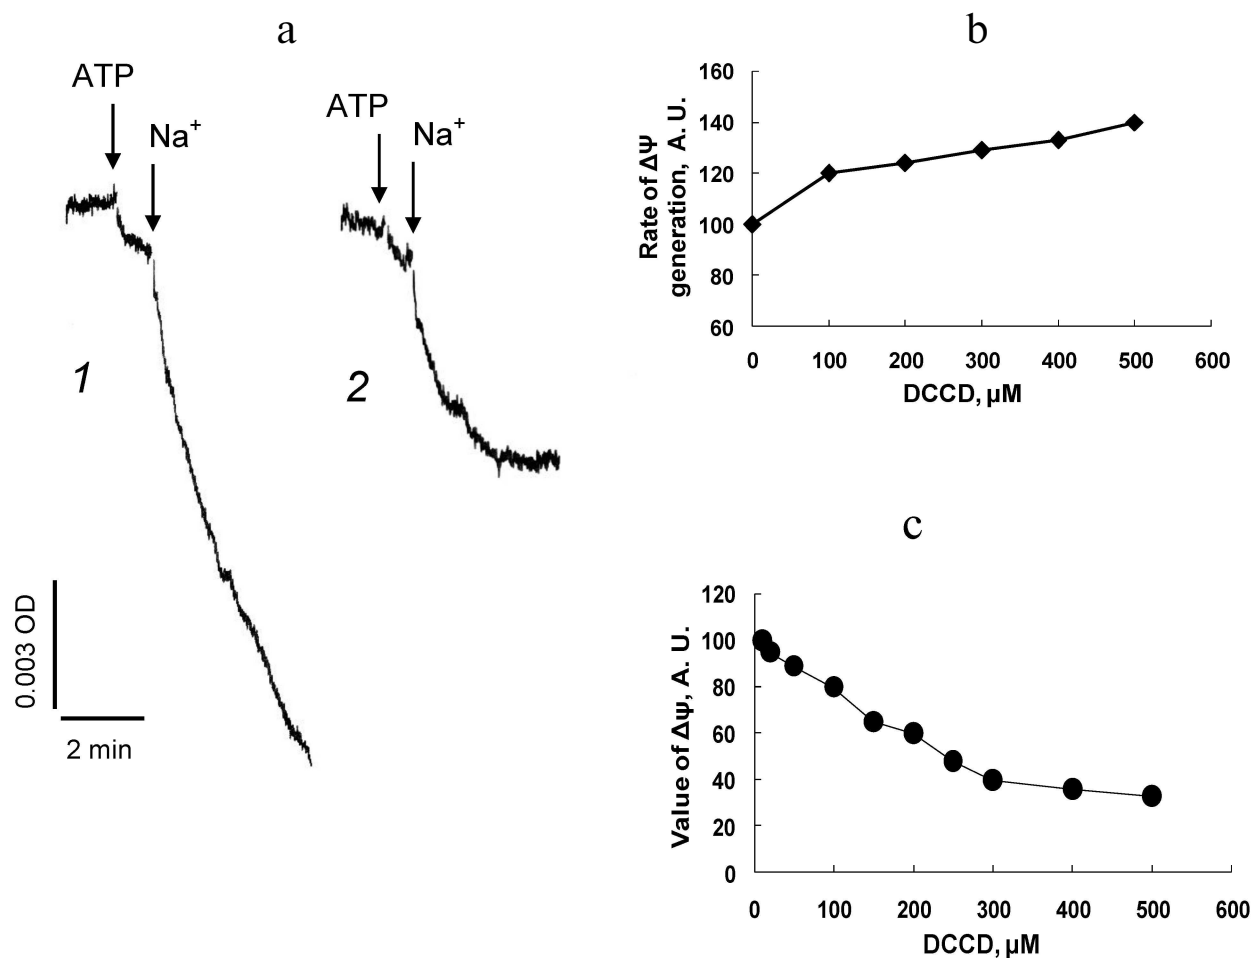 a
ATP
Na⁺
ATP
Na⁺
1
2
0.003 OD
2 min
b
Rate of ΔΨ
generation, A. U.
160
140
120
100
80
60
0 100 200 300 400 500 600
DCCD, µM
c
Value of Δψ, A. U.
120
100
80
60
40
20
0
0 100 200 300 400 500 600
DCCD, µM